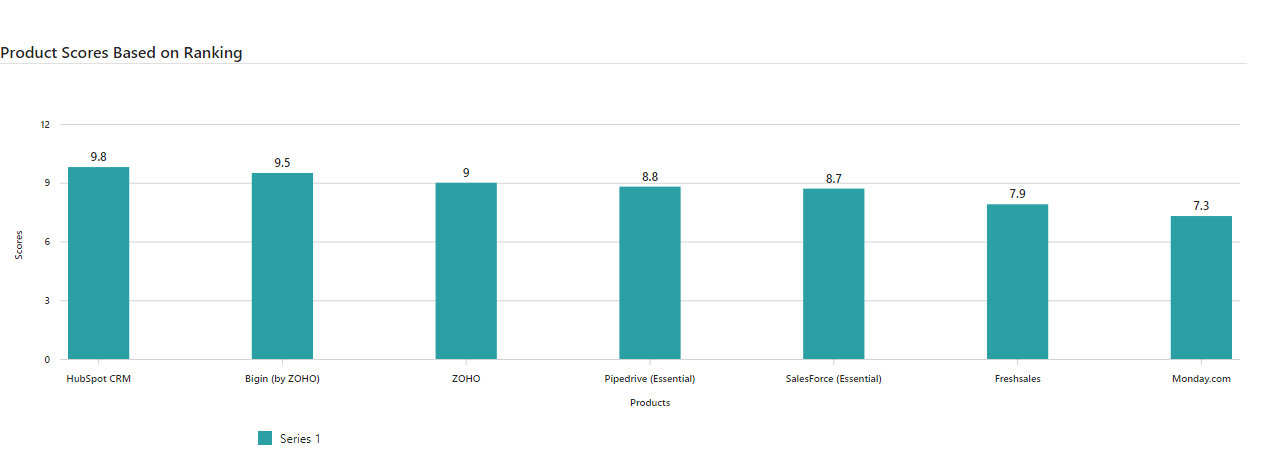 Product Scores Based on Ranking
12
9.8
9.5
9
9
8.8
8.7
7.9
7.3
6
Scores
3
0
HubSpot CRM Bigin (by ZOHO) ZOHO Pipedrive (Essential) SalesForce (Essential) Freshsales Monday.com
Products
Series 1